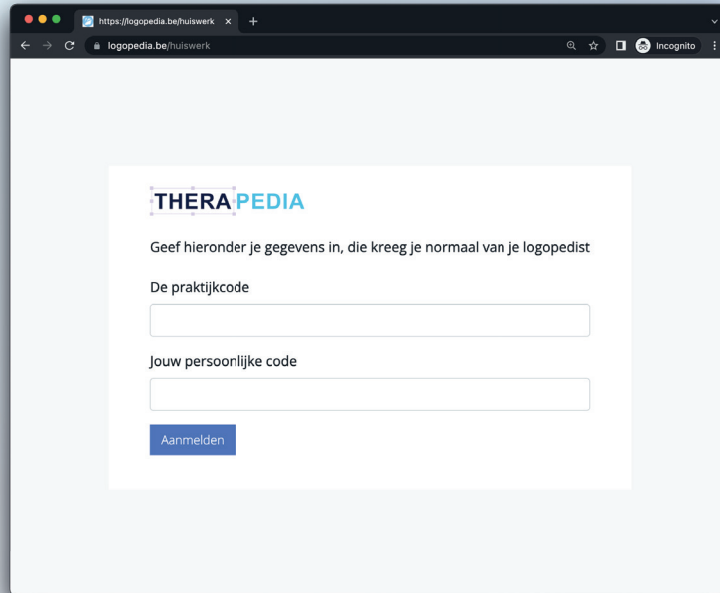 https://logopedia.be/huiswerk
logopedia.be/huiswerk
Incognito
THERAPEDIA
Geef hieronder je gegevens in, die kreeg je normaal van je logopedist
De praktijkcode
Jouw persoonlijke code
Aanmelden